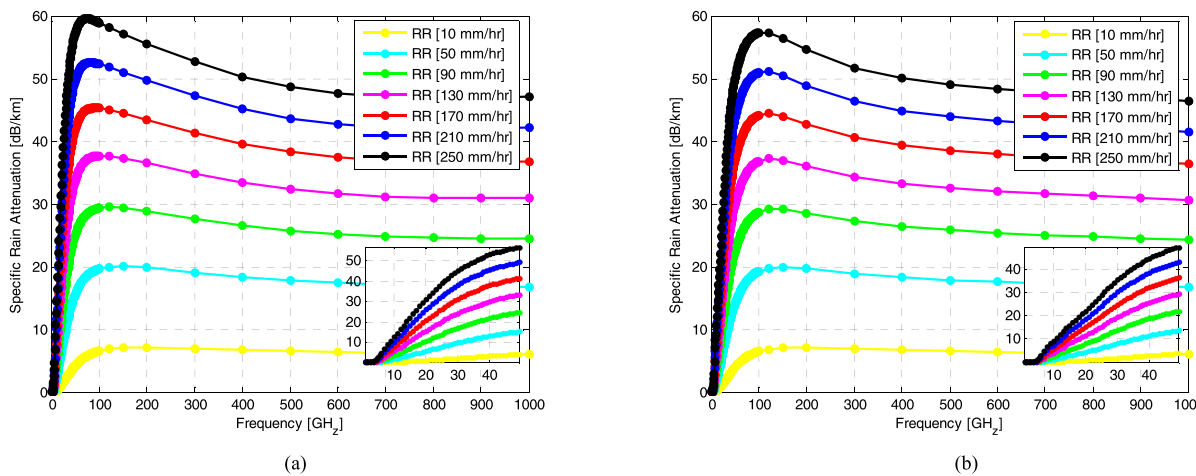 60
50
40
30
20
10
0
Specific Rain Attenuation [dB/km]
RR [10 mm/hr]
RR [50 mm/hr]
RR [90 mm/hr]
RR [130 mm/hr]
RR [170 mm/hr]
RR [210 mm/hr]
RR [250 mm/hr]
50
40
30
20
10
10 20 30 40
0 100 200 300 400 500 600 700 800 900 1000
Frequency [GHz]
(a)
60
50
40
30
20
10
0
Specific Rain Attenuation [dB/km]
RR [10 mm/hr]
RR [50 mm/hr]
RR [90 mm/hr]
RR [130 mm/hr]
RR [170 mm/hr]
RR [210 mm/hr]
RR [250 mm/hr]
40
30
20
10
10 20 30 40
0 100 200 300 400 500 600 700 800 900
Frequency [GHz]
(b)